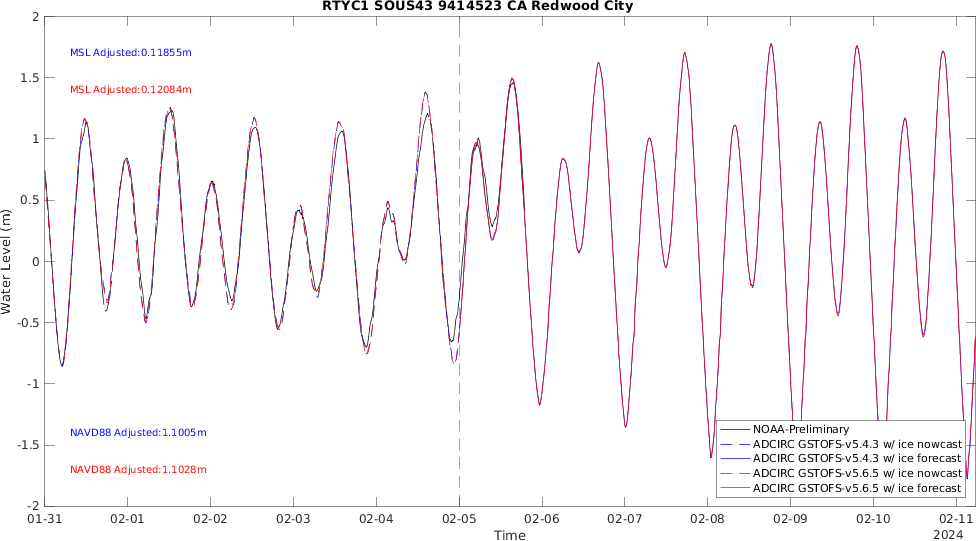 RTYC1 SOUS43 9414523 CA Redwood City
2
1.5
1
0.5
0
-0.5
-1
-1.5
-2
Water Level (m)
MSL Adjusted:0.11855m
MSL Adjusted:0.12084m
NAVD88 Adjusted:1.1005m
NAVD88 Adjusted:1.1028m
NOAA-Preliminary
ADCIRC GSTOFS-v5.4.3 w/ ice nowcast
ADCIRC GSTOFS-v5.4.3 w/ ice forecast
ADCIRC GSTOFS-v5.6.5 w/ ice nowcast
ADCIRC GSTOFS-v5.6.5 w/ ice forecast
01-31 02-01 02-02 02-03 02-04 02-05 02-06 02-07 02-08 02-09 02-10 02-11
Time
2024